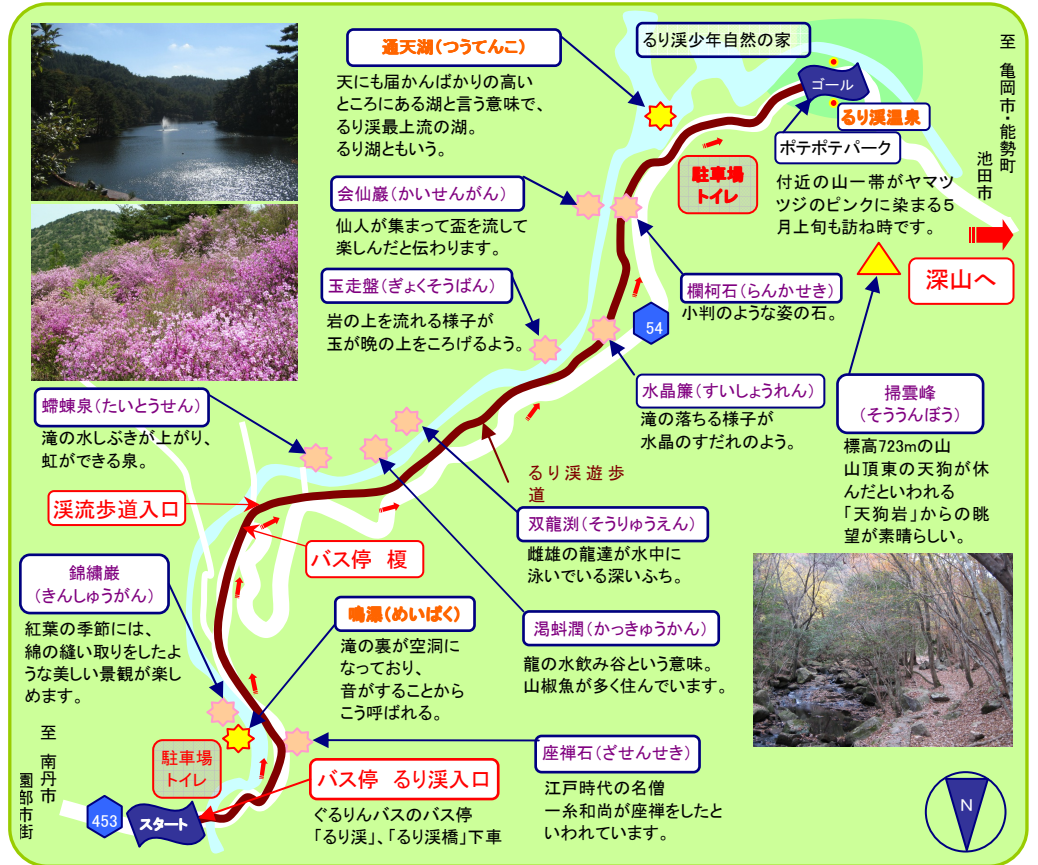 通天湖(つうてんこ)
天にも届かんばかりの高い
ところにある湖と言う意味で、
るり渓最上流の湖。
るり湖ともいう。
るり渓少年自然の家
ゴール
るり渓温泉
ポテポテパーク
至 亀岡市・能勢町
池田市
駐車場
トイレ
付近の山一帯がヤマツ
ツジのピンクに染まる5
月上旬も訪ね時です。
深山へ
会仙巌(かいせんがん)
仙人が集まって盃を流して
楽しんだと伝わります。
玉走盤(ぎょくそうばん)
岩の上を流れる様子が
玉が晩の上をころげるよう。
欄柯石(らんかせき)
小判のような姿の石。
54
水晶簾(すいしょうれん)
滝の落ちる様子が
水晶のすだれのよう。
掃雲峰
(そううんぽう)
標高723mの山
山頂東の天狗が休
んだといわれる
「天狗岩」からの眺
望が素晴らしい。
螮蝀泉(たいとうせん)
滝の水しぶきが上がり、
虹ができる泉。
るり渓遊歩
道
渓流歩道入口
バス停 榎
双龍渕(そうりゅうえん)
雌雄の龍達が水中に
泳いでいる深いふち。
錦繍巌
(きんしゅうがん)
紅葉の季節には、
綿の縫い取りをしたよ
うな美しい景観が楽し
めます。
鳴瀑(めいばく)
滝の裏が空洞に
なっており、
音がすることから
こう呼ばれる。
渇蚪澗(かっきゅうかん)
龍の水飲み谷という意味。
山椒魚が多く住んでいます。
至 南丹市
園部市街
駐車場
トイレ
バス停 るり渓入口
ぐるりんバスのバス停
「るり渓」、「るり渓橋」下車
座禅石(ざせんせき)
江戸時代の名僧
一糸和尚が座禅をしたと
いわれています。
453
スタート
N